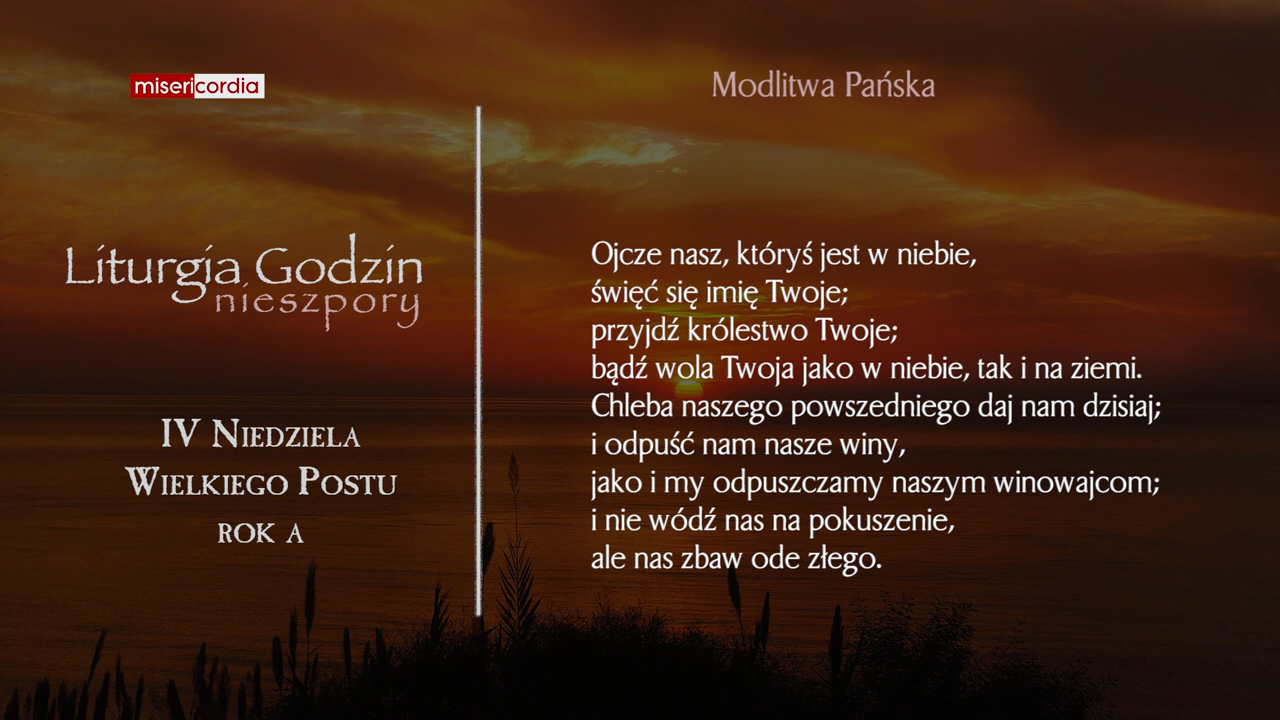 misericordia
Liturgia Godzin
nieszpory
IV Niedziela
Wielkiego Postu
rok A
Modlitwa Pańska
Ojcze nasz, któryś jest w niebie,
święć się imię Twoje;
przyjdź królestwo Twoje;
bądź wola Twoja jako w niebie, tak i na ziemi.
Chleba naszego powszedniego daj nam dzisiaj;
i odpuść nam nasze winy,
jako i my odpuszczamy naszym winowajcom;
i nie wódź nas na pokuszenie,
ale nas zbaw ode złego.